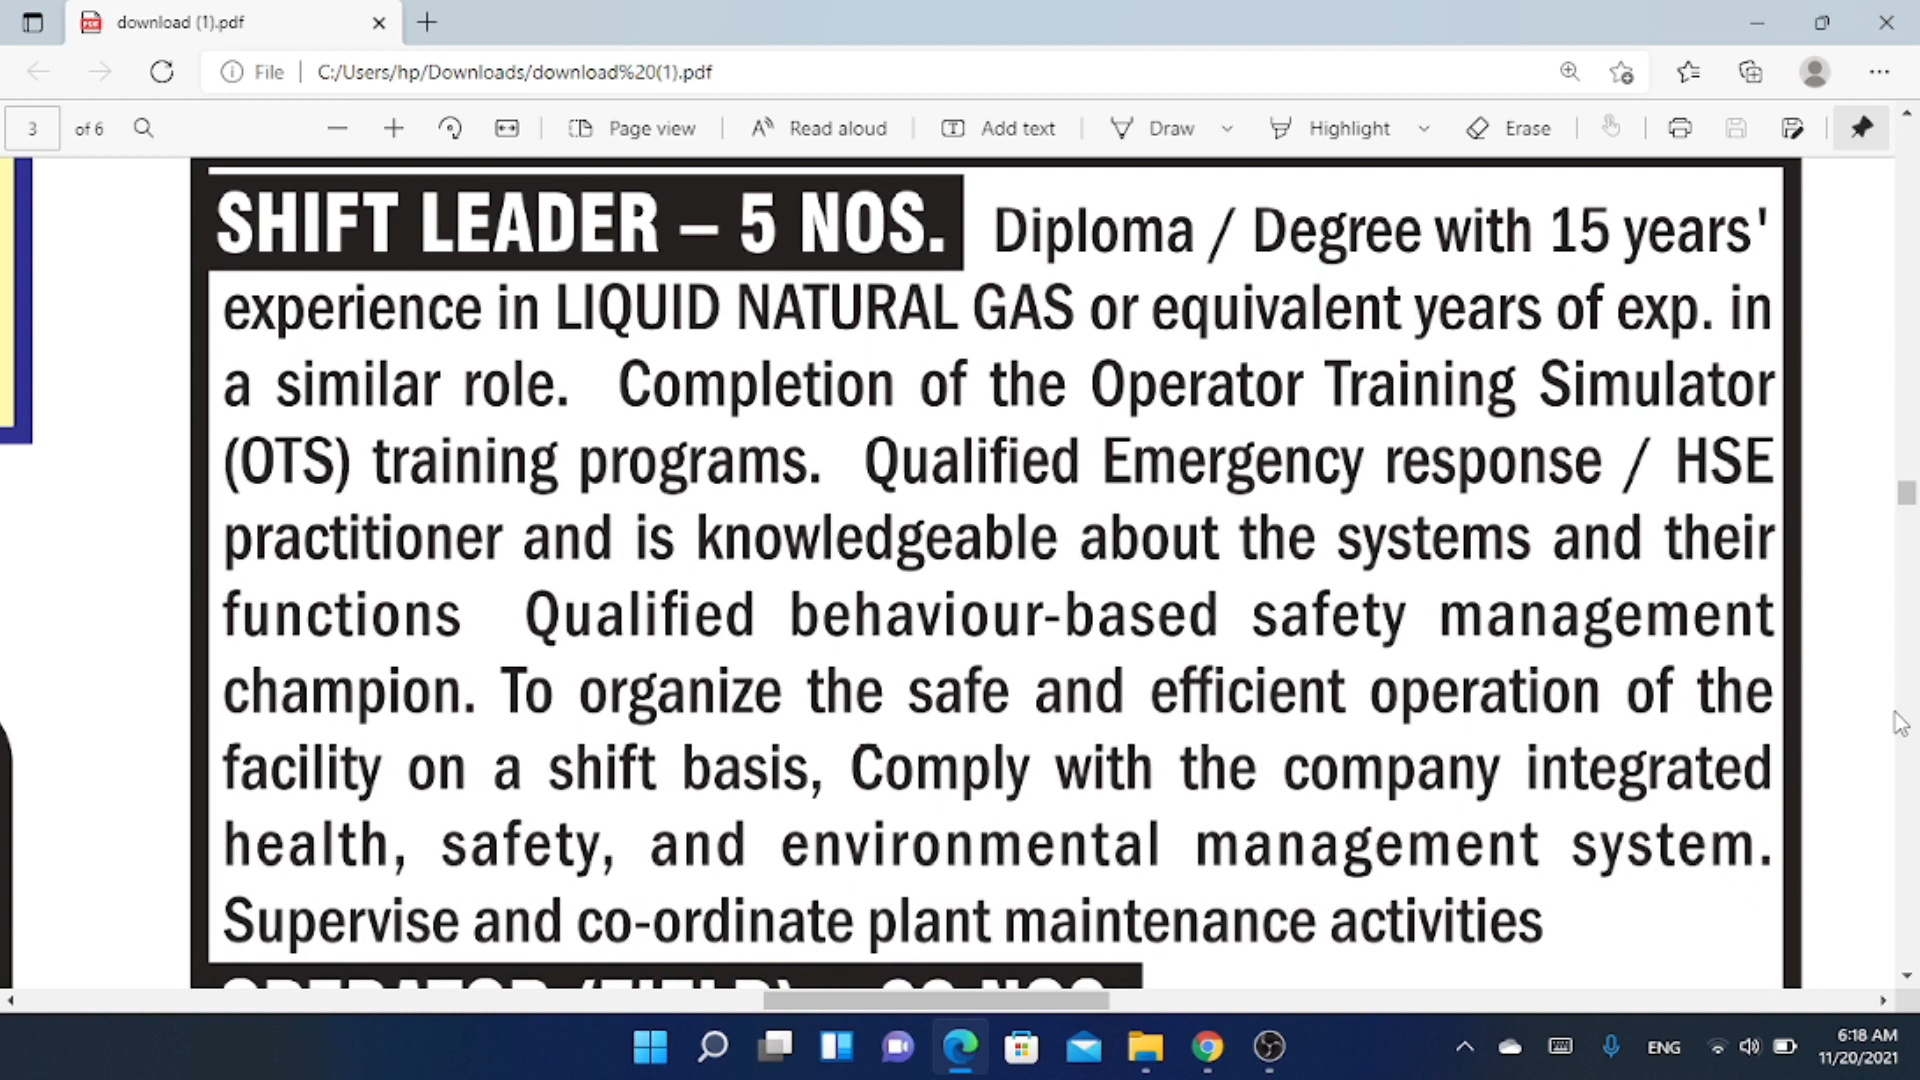 download (1).pdf
File
C:/Users/hp/Downloads/download%20(1).pdf
3 of 6
Page view
Read aloud
Add text
Draw
Highlight
Erase
SHIFT LEADER – 5 NOS. Diploma / Degree with 15 years'
experience in LIQUID NATURAL GAS or equivalent years of exp. in
a similar role. Completion of the Operator Training Simulator
(OTS) training programs. Qualified Emergency response / HSE
practitioner and is knowledgeable about the systems and their
functions Qualified behaviour-based safety management
champion. To organize the safe and efficient operation of the
facility on a shift basis, Comply with the company integrated
health, safety, and environmental management system.
Supervise and co-ordinate plant maintenance activities
ENG
6:18 AM
11/20/2021